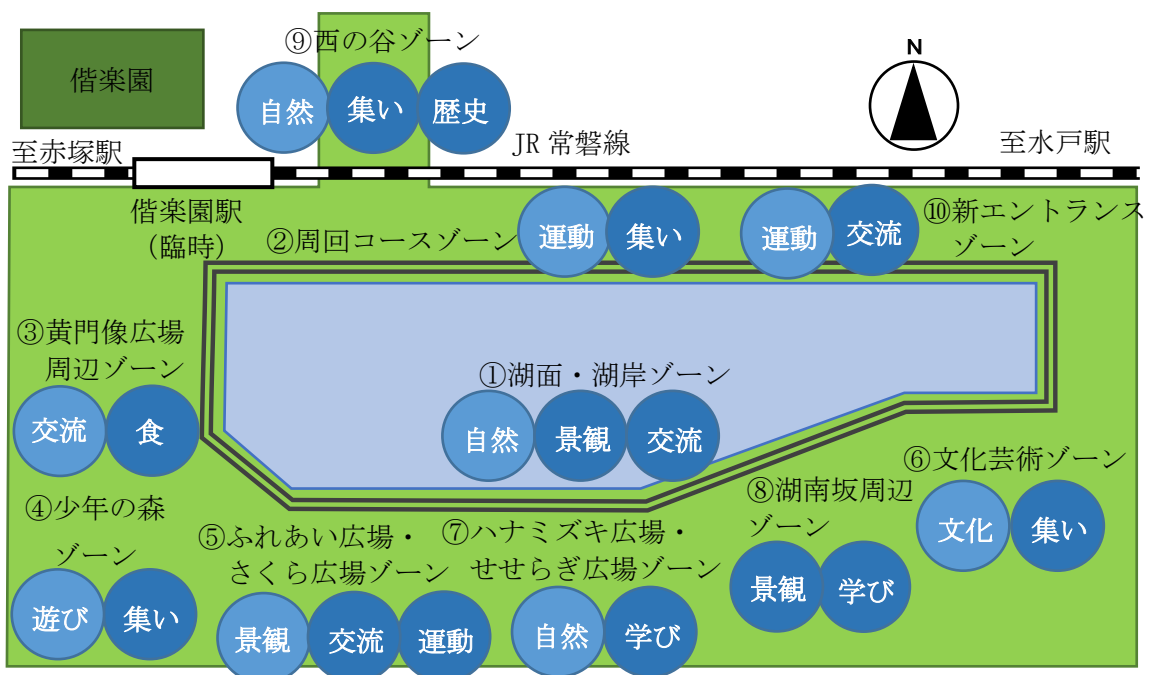 ⑨西の谷ゾーン
偕楽園
自然 集い 歴史
N
至赤塚駅
JR 常磐線
至水戸駅
偕楽園駅
(臨時)
②周回コースゾーン
運動 集い
運動 交流
⑩新エントランス
ゾーン
③黄門像広場
周辺ゾーン
交流 食
①湖面・湖岸ゾーン
自然 景観 交流
⑥文化芸術ゾーン
文化 集い
④少年の森
ゾーン
遊び 集い
⑤ふれあい広場・
さくら広場ゾーン
景観 交流 運動
⑦ハナミズキ広場・
せせらぎ広場ゾーン
自然 学び
⑧湖南坂周辺
ゾーン
景観 学び